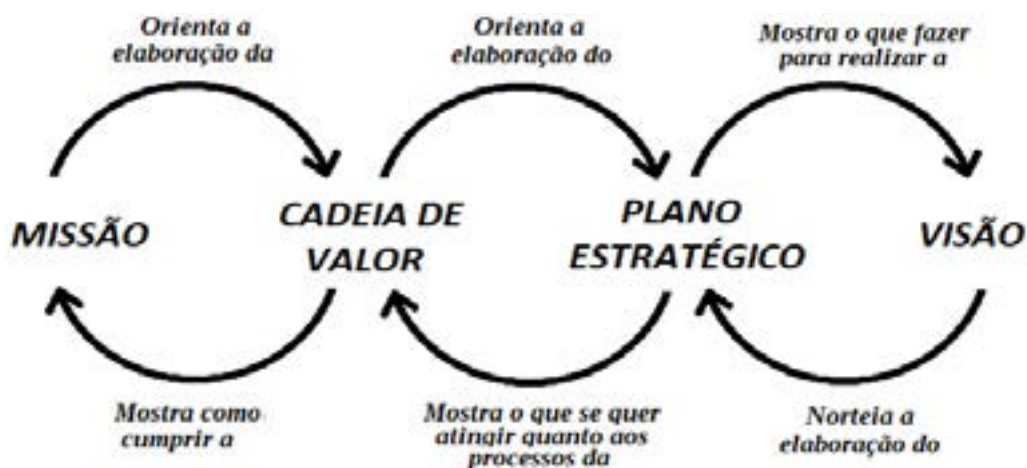 Orienta a
elaboração da
Orienta a
elaboração do
Mostra o que fazer
para realizar a
MISSÃO
CADEIA DE
VALOR
PLANO
ESTRATÉGICO
VISÃO
Mostra como
cumprir a
Mostra o que se quer
atingir quanto aos
processos da
Norteia a
elaboração do